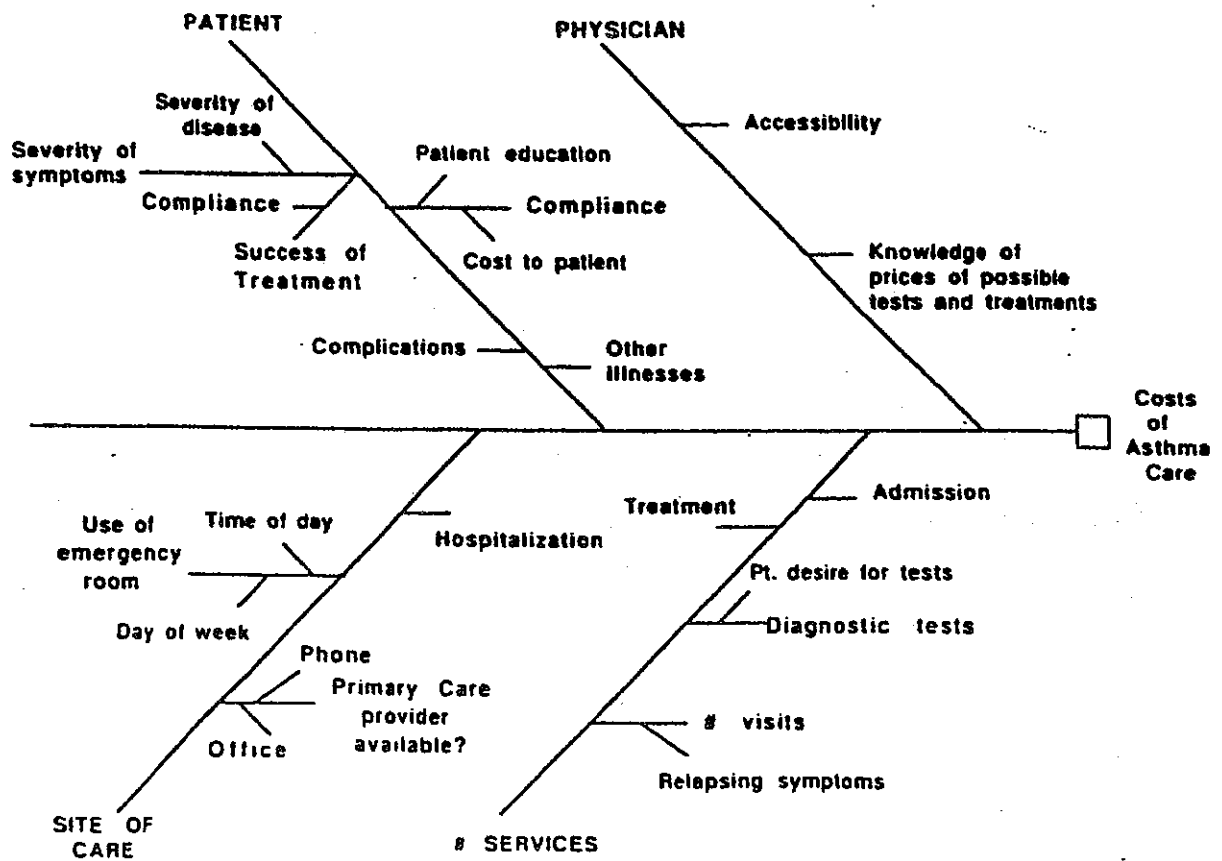 PATIENT
PHYSICIAN
Severity of
disease
Accessibility
Severity of
symptoms
Patient education
Compliance
Compliance
Success of
Treatment
Cost to patient
Knowledge of
prices of possible
tests and treatments
Complications
Other
illnesses
Costs
of
Asthma
Care
Admission
Treatment
Use of
emergency
room
Time of day
Hospitalization
Pt. desire for tests
Day of week
Diagnostic tests
Phone
Primary Care
provider
available?
Office
# visits
Relapsing symptoms
SITE OF
CARE
# SERVICES